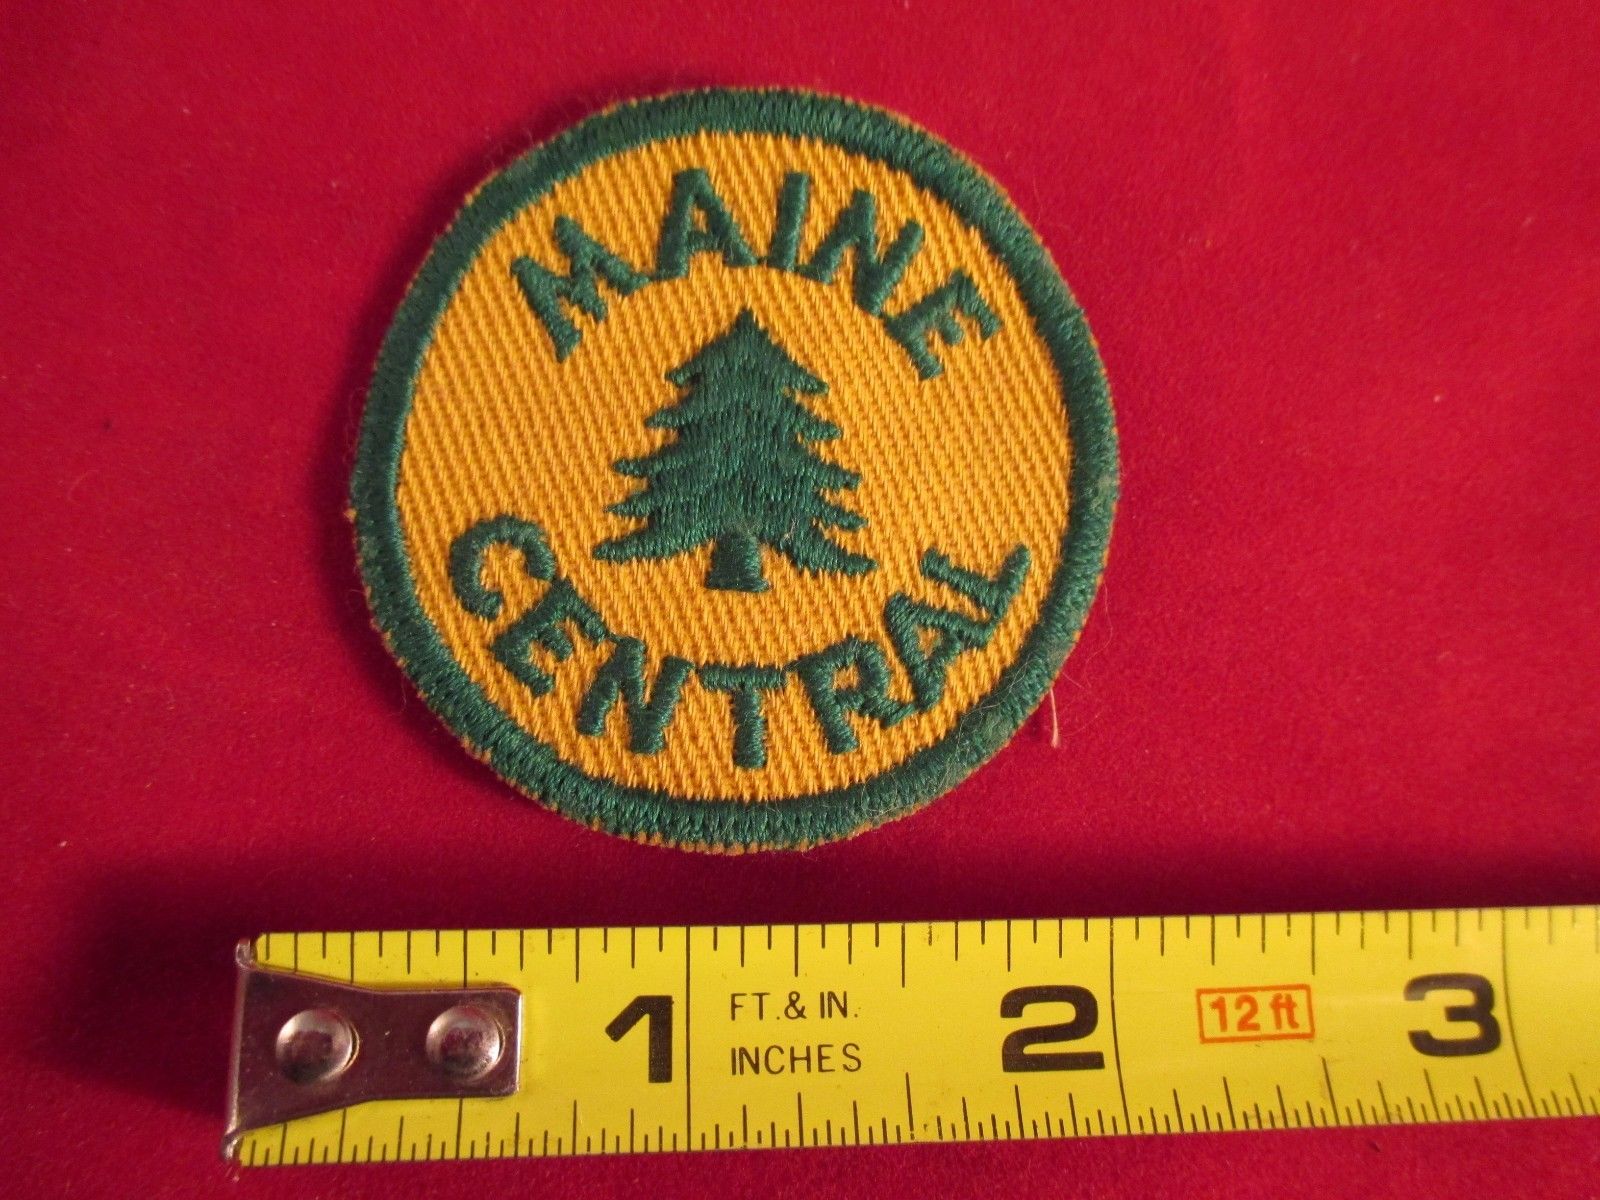 MAINE
CENTRAL
1 FT. & IN. 2 12 ft 3
INCHES